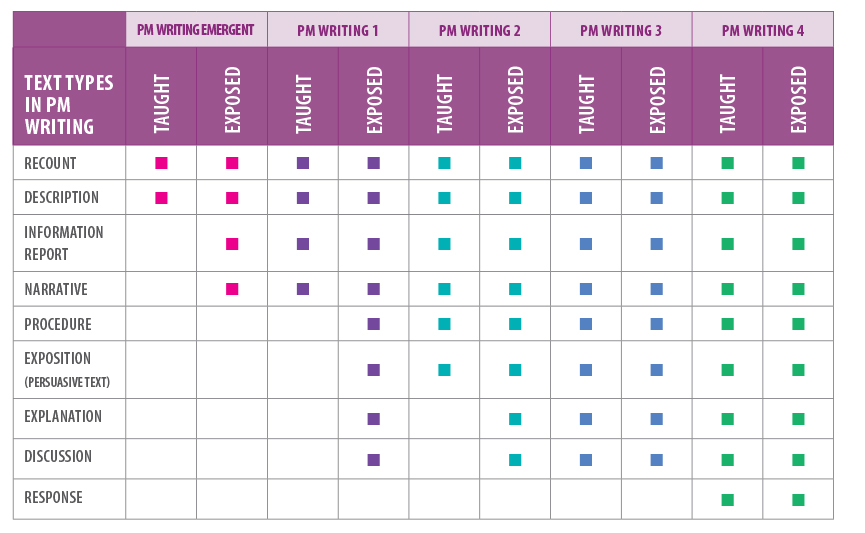 PM WRITING EMERGENT PM WRITING 1 PM WRITING 2 PM WRITING 3 PM WRITING 4
TEXT TYPES
IN PM
WRITING
TAUGHT EXPOSED TAUGHT EXPOSED TAUGHT EXPOSED TAUGHT EXPOSED TAUGHT EXPOSED
RECOUNT
DESCRIPTION
INFORMATION
REPORT
NARRATIVE
PROCEDURE
EXPOSITION
(PERSUASIVE TEXT)
EXPLANATION
DISCUSSION
RESPONSE